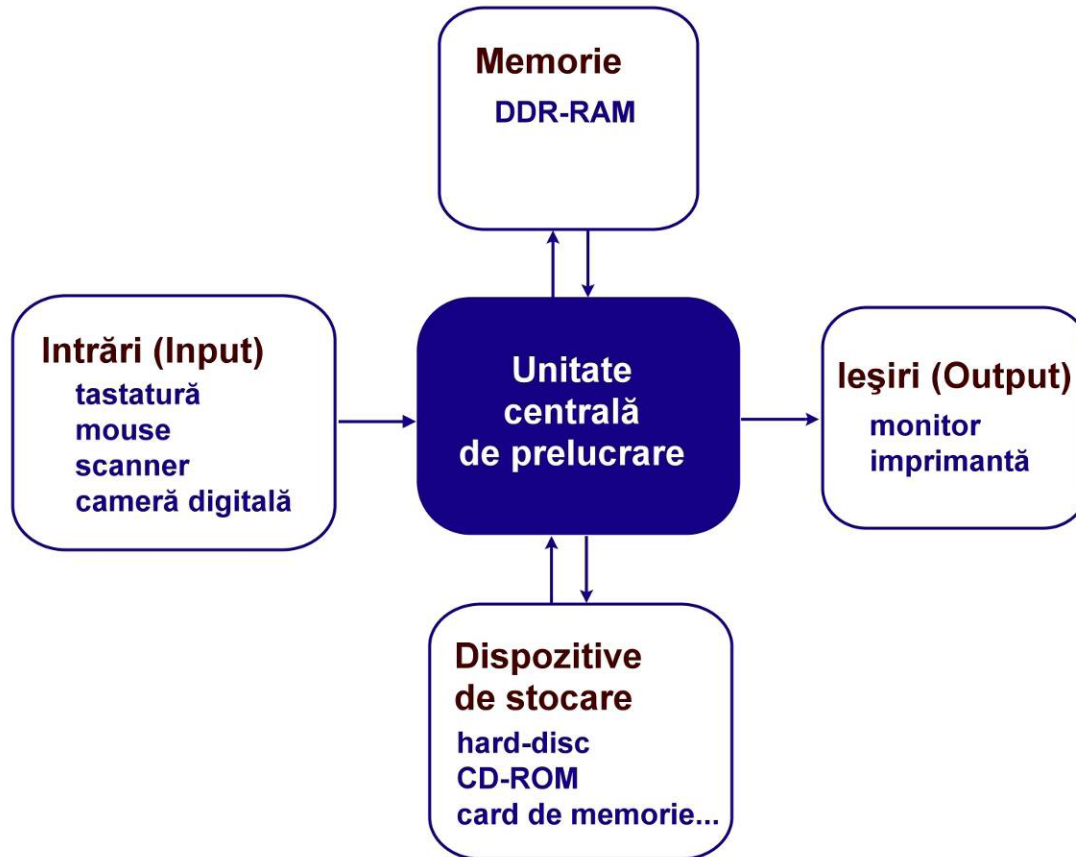 Memorie
DDR-RAM
Intrări (Input)
tastatură
mouse
scanner
cameră digitală
Unitate
centrală
de prelucrare
Ieşiri (Output)
monitor
imprimantă
Dispozitive
de stocare
hard-disc
CD-ROM
card de memorie...